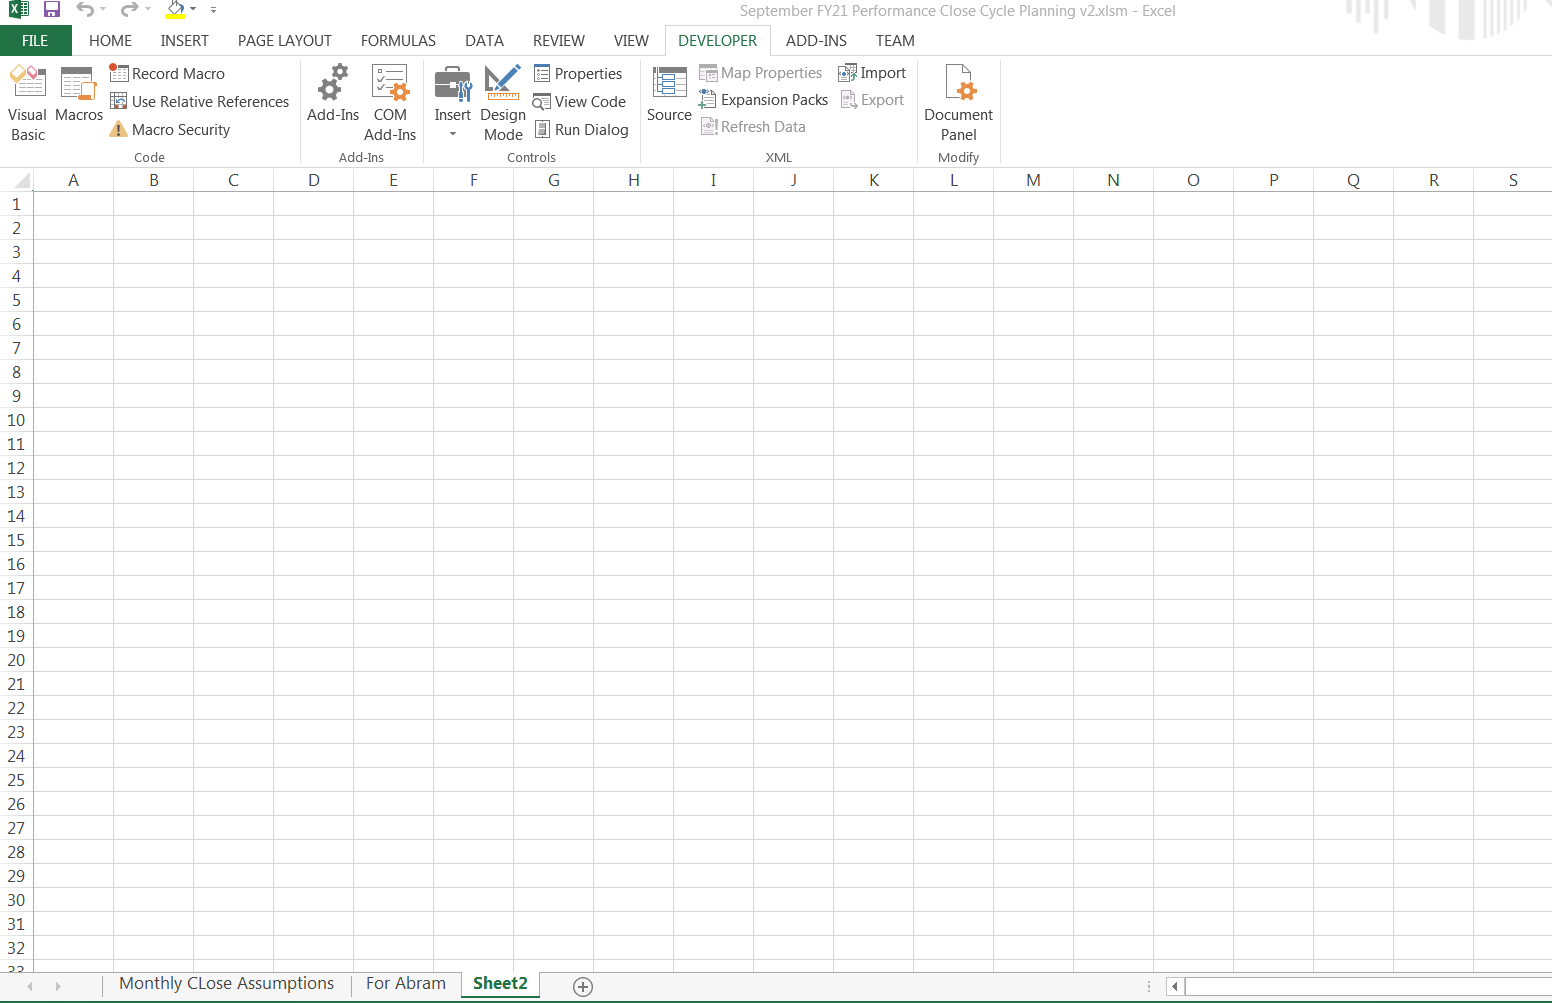 September FY21 Performance Close Cycle Planning v2.xlsm - Excel
FILE HOME INSERT PAGE LAYOUT FORMULAS DATA REVIEW VIEW DEVELOPER ADD-INS TEAM
Visual Basic
Macros
Record Macro
Use Relative References
Macro Security
Code
Add-Ins
COM Add-Ins
Add-Ins
Insert
Design Mode
Properties
View Code
Run Dialog
Controls
Source
Map Properties
Expansion Packs
Refresh Data
Import
Export
XML
Document Panel
Modify
A B C D E F G H I J K L M N O P Q R S
1
2
3
4
5
6
7
8
9
10
11
12
13
14
15
16
17
18
19
20
21
22
23
24
25
26
27
28
29
30
31
32
33
Monthly CLose Assumptions For Abram Sheet2